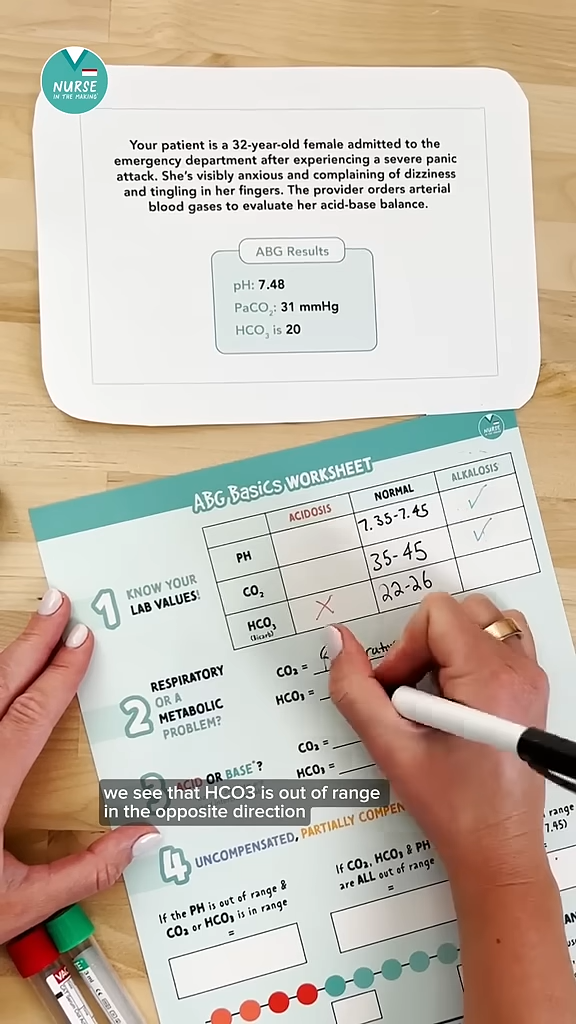 NURSE
IN THE MAKING
Your patient is a 32-year-old female admitted to the
emergency department after experiencing a severe panic
attack. She's visibly anxious and complaining of dizziness
and tingling in her fingers. The provider orders arterial
blood gases to evaluate her acid-base balance.
ABG Results
pH: 7.48
PaCO₂: 31 mmHg
HCO₃ is 20
NURSE
ABG Basics WORKSHEET
ACIDOSIS NORMAL ALKALOSIS
PH 7.35-7.45 ✓
CO₂ 35-45 ✓
HCO₃ X 22-26
(Bicarb)
1 KNOW YOUR
LAB VALUES!
2 RESPIRATORY
OR A
METABOLIC
PROBLEM?
CO₂ =
HCO₃ =
ACID OR BASE*?
CO₂ =
HCO₃ =
we see that HCO3 is out of range
in the opposite direction
4 UNCOMPENSATED, PARTIALLY
If the PH is out of range &
CO₂ or HCO₃ is in range
=
If CO₂, HCO₃ & PH
are ALL out of range
=
range
7.45)